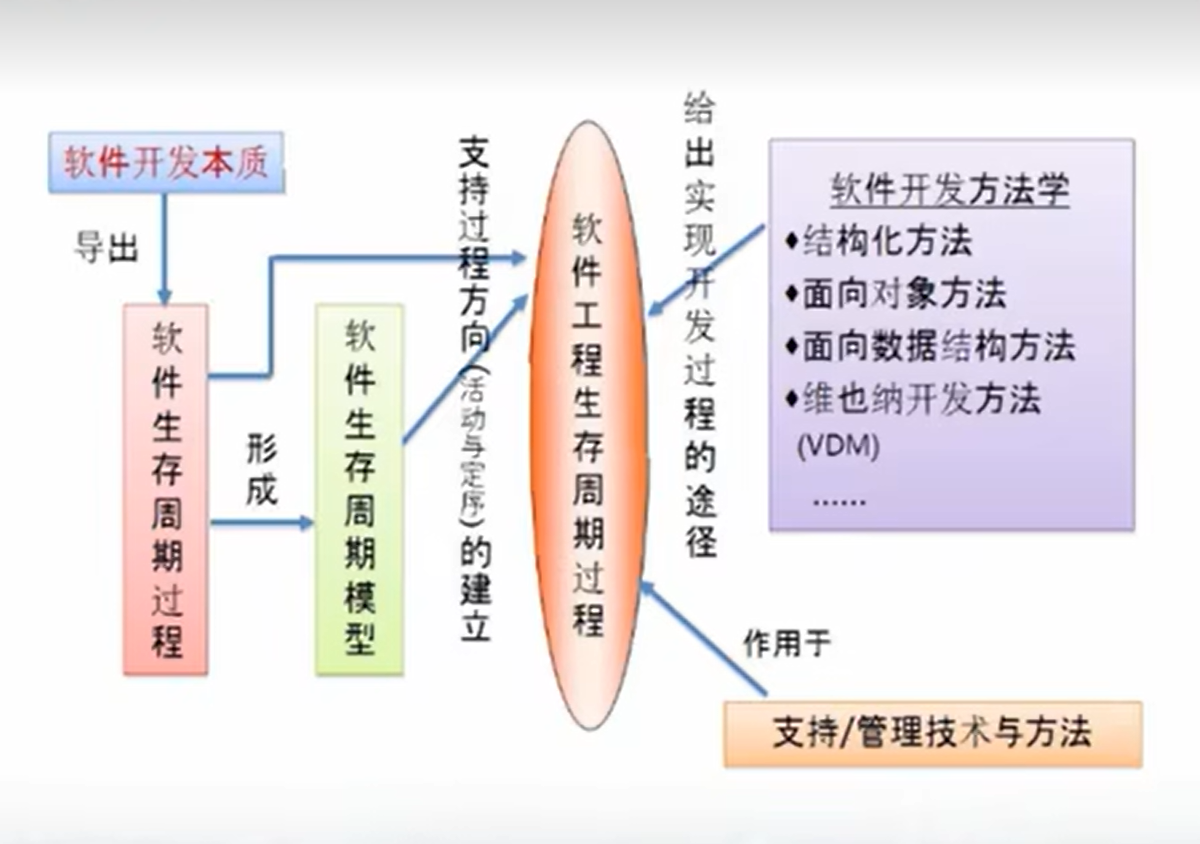 软件开发本质
导出
软件生存周期过程
形成
软件生存周期模型
支持过程方向(活动与定序)的建立
软件工程生存周期过程
给出实现开发过程的途径
软件开发方法学
♦结构化方法
♦面向对象方法
♦面向数据结构方法
♦维也纳开发方法
(VDM)
……
作用于
支持/管理技术与方法